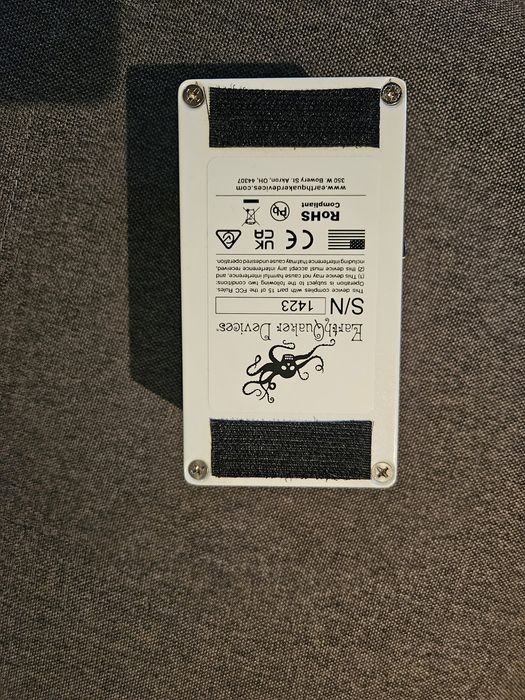 EarthQuaker Devices
S/N 1423
This device complies with part 15 of the FCC Rules.
Operation is subject to the following two conditions:
(1) This device may not cause harmful interference, and
(2) this device must accept any interference received,
including interference that may cause undesired operation.
CE UK CA
RoHS
Compliant
Pb
www.earthquakerdevices.com
350 W. Bowery St. Akron, OH, 44307